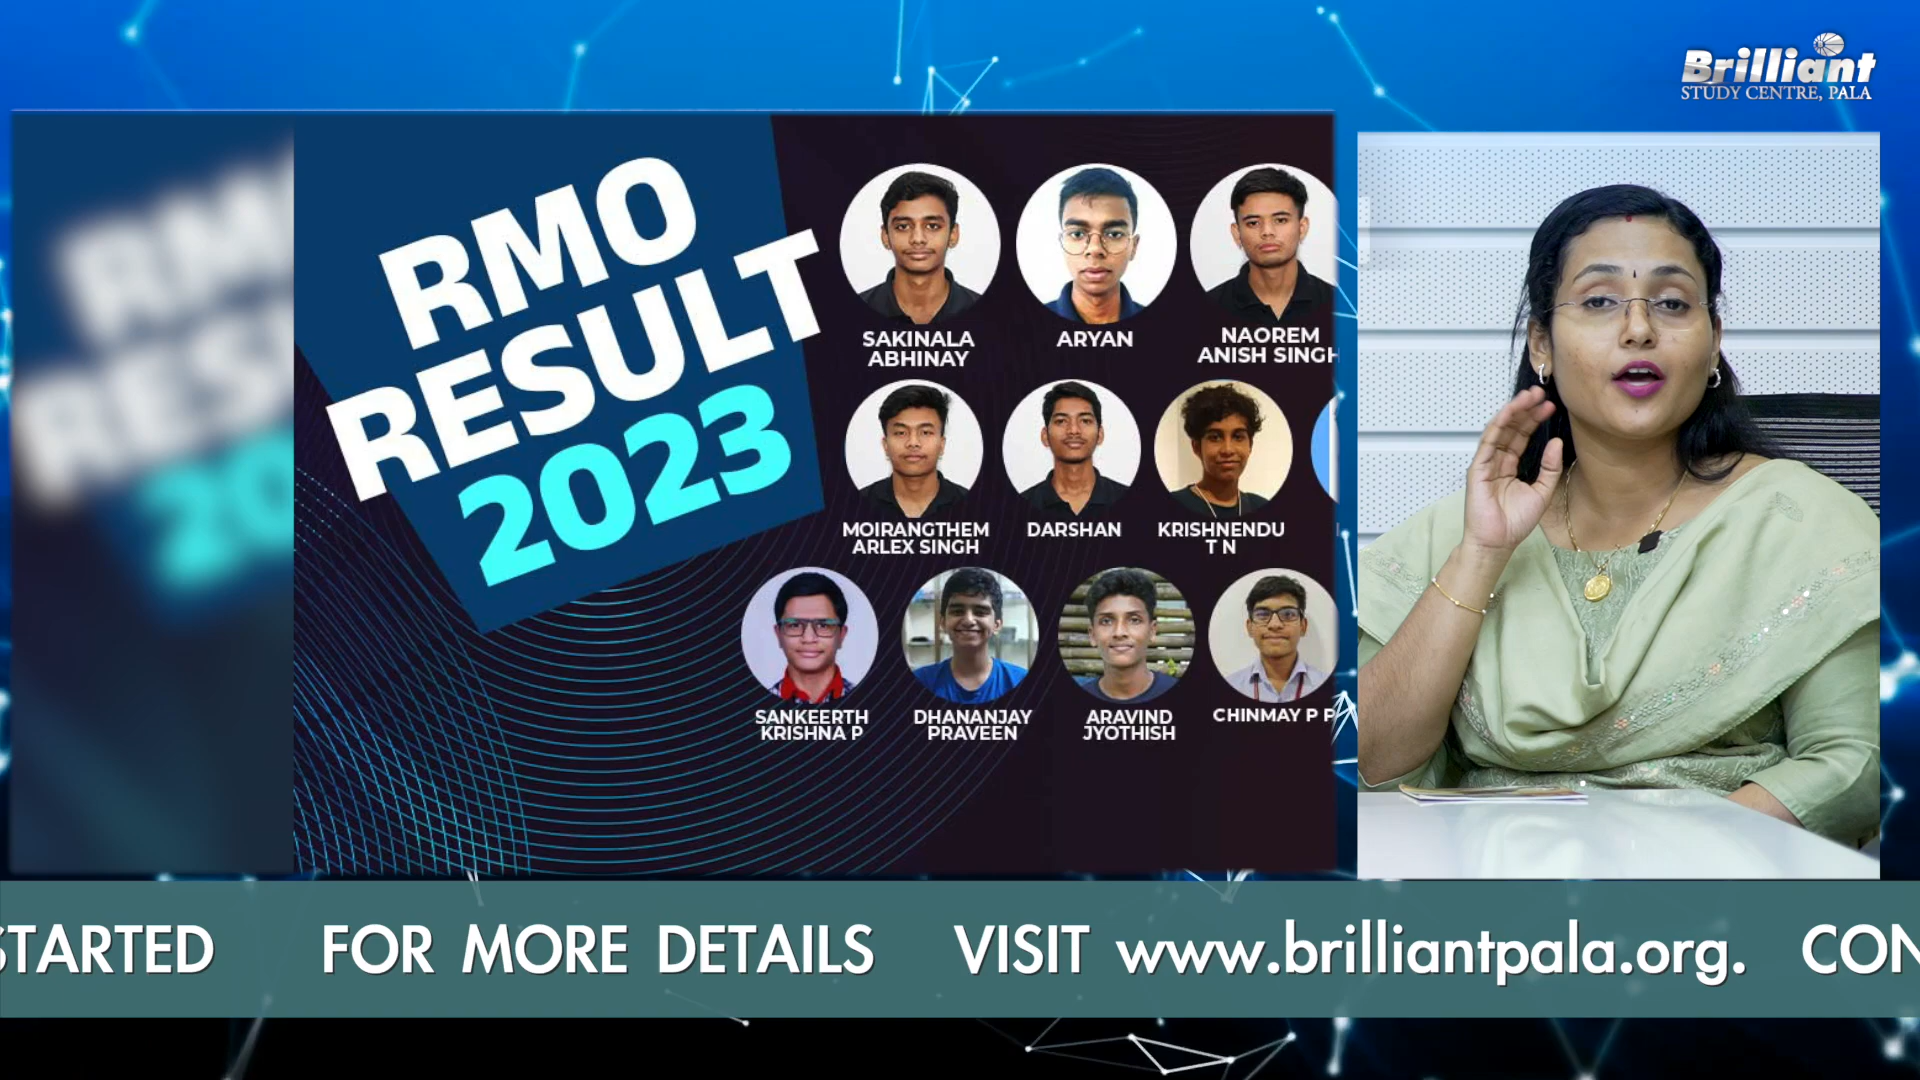 Brilliant
STUDY CENTRE, PALA
RMO
RESULT
2023
SAKINALA
ABHINAY
ARYAN
NAOREM
ANISH SINGH
MOIRANGTHEM
ARLEX SINGH
DARSHAN
KRISHNENDU
T N
SANKEERTH
KRISHNA P
DHANANJAY
PRAVEEN
ARAVIND
JYOTHISH
CHINMAY P P
STARTED FOR MORE DETAILS VISIT www.brilliantpala.org. CON